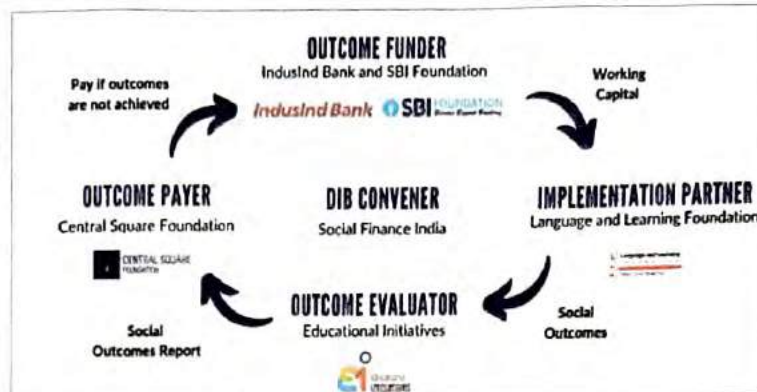 OUTCOME FUNDER
IndusInd Bank and SBI Foundation
Pay if outcomes
are not achieved
Working
Capital
IndusInd Bank
SBI FOUNDATION
OUTCOME PAYER
Central Square Foundation
CENTRAL SQUARE
FOUNDATION
DIB CONVENER
Social Finance India
IMPLEMENTATION PARTNER
Language and Learning Foundation
OUTCOME EVALUATOR
Educational Initiatives
Social
Outcomes Report
Social
Outcomes